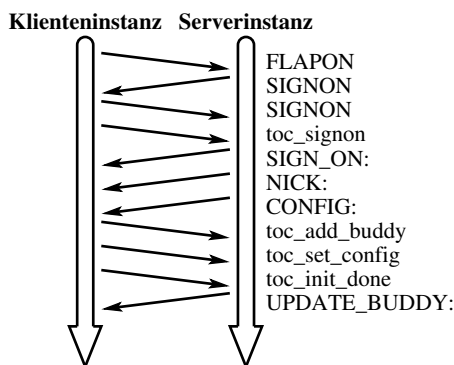 Klienteninstanz Serverinstanz
FLAPON
SIGNON
SIGNON
toc_signon
SIGN_ON:
NICK:
CONFIG:
toc_add_buddy
toc_set_config
toc_init_done
UPDATE_BUDDY: